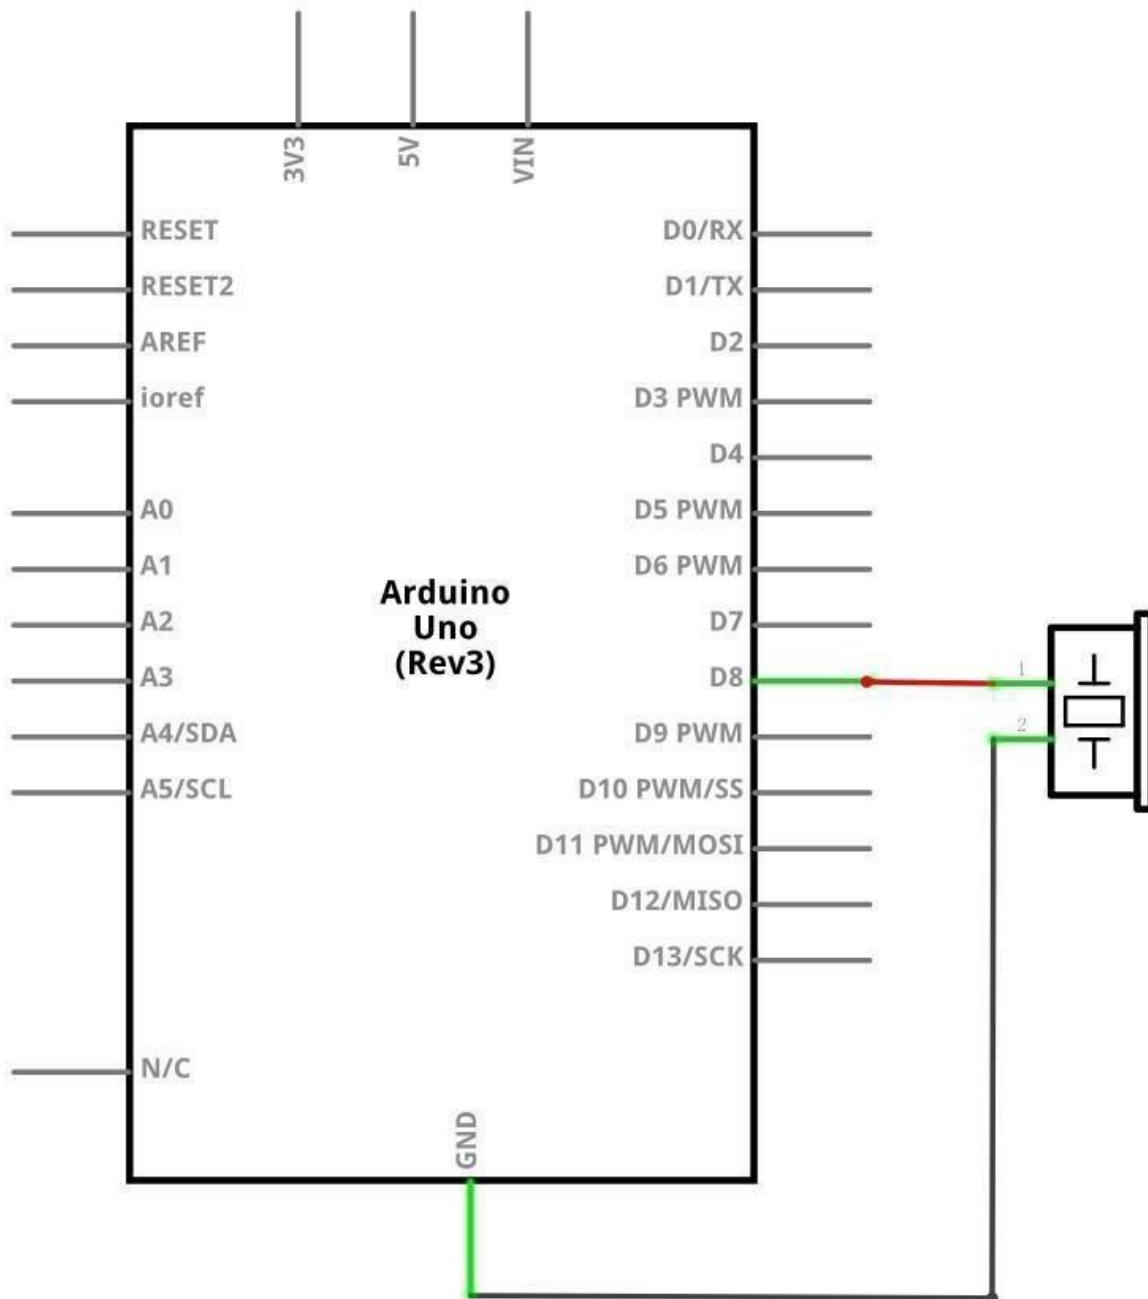 3V3
5V
VIN
RESET
RESET2
AREF
ioref
A0
A1
A2
A3
A4/SDA
A5/SCL
N/C
Arduino
Uno
(Rev3)
D0/RX
D1/TX
D2
D3 PWM
D4
D5 PWM
D6 PWM
D7
D8
D9 PWM
D10 PWM/SS
D11 PWM/MOSI
D12/MISO
D13/SCK
GND
1
2